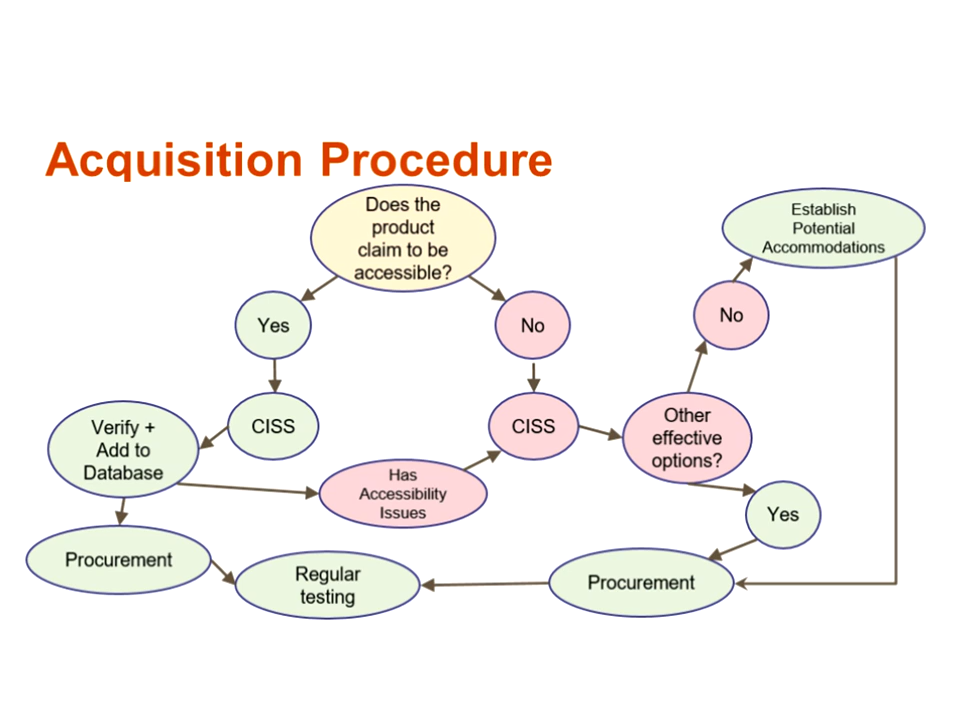 Acquisition Procedure
Does the
product
claim to be
accessible?
Establish
Potential
Accommodations
Yes
No
No
CISS
CISS
Other
effective
options?
Verify +
Add to
Database
Has
Accessibility
Issues
Yes
Procurement
Regular
testing
Procurement